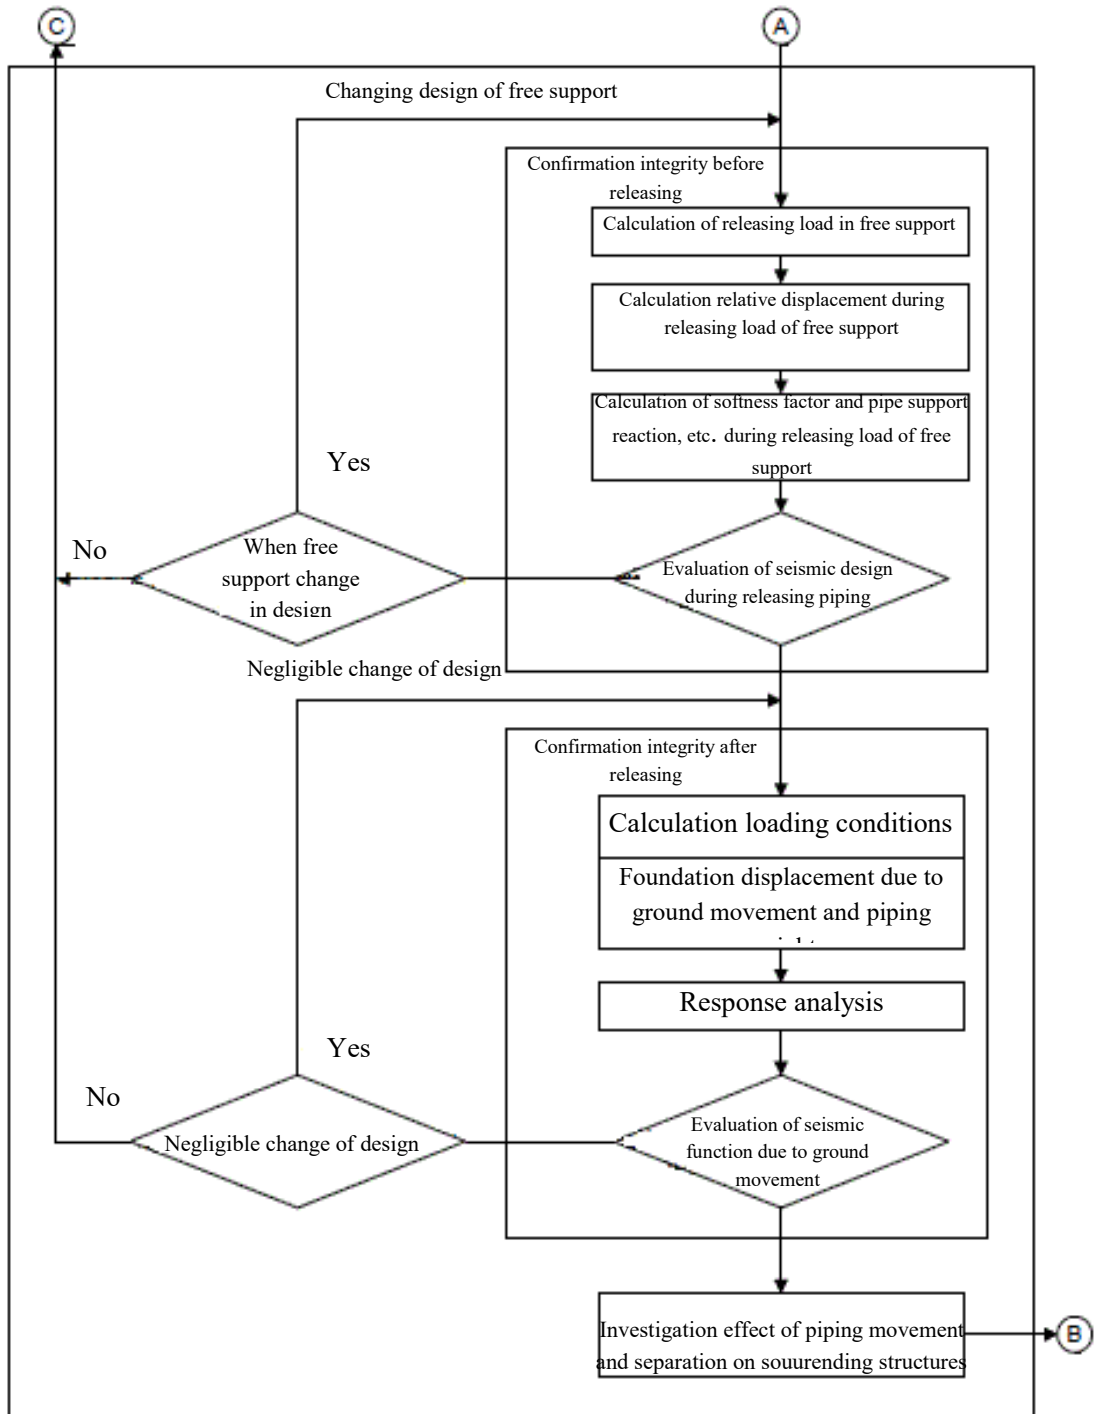 C
A
Changing design of free support
Confirmation integrity before
releasing
Calculation of releasing load in free support
Calculation relative displacement during
releasing load of free support
Calculation of softness factor and pipe support
reaction, etc. during releasing load of free
support
Yes
No
When free
support change
in design
Evaluation of seismic design
during releasing piping
Negligible change of design
Confirmation integrity after
releasing
Calculation loading conditions
Foundation displacement due to
ground movement and piping
Response analysis
Yes
No
Negligible change of design
Evaluation of seismic
function due to ground
movement
Investigation effect of piping movement
and separation on souurending structures
B